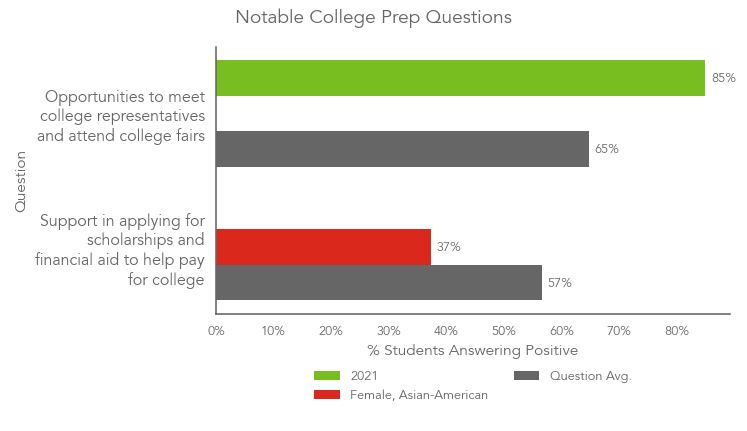 Notable College Prep Questions
85%
Opportunities to meet
college representatives
and attend college fairs
65%
Question
Support in applying for
scholarships and
financial aid to help pay
for college
37%
57%
0% 10% 20% 30% 40% 50% 60% 70% 80%
% Students Answering Positive
2021
Question Avg.
Female, Asian-American